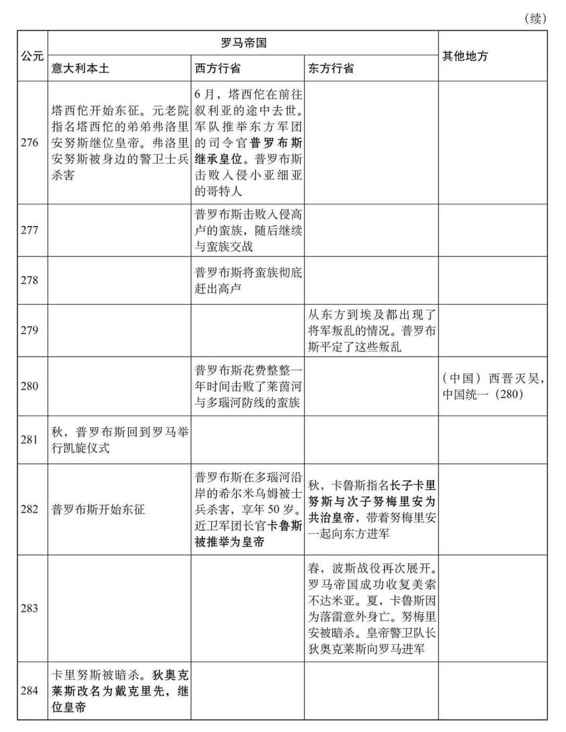 （续）
公元
罗马帝国
其他地方
意大利本土
西方行省
东方行省
276
塔西佗开始东征。元老院
指名塔西佗的弟弟弗洛里
安努斯继位皇帝。弗洛里
安努斯被身边的警卫士兵
杀害
6 月，塔西佗在前往
叙利亚的途中去世。
军队推举东方军团
的司令官普罗布斯
继承皇位。普罗布斯
击败入侵小亚细亚
的哥特人
277
普罗布斯击败入侵高
卢的蛮族，随后继续
与蛮族交战
278
普罗布斯将蛮族彻底
赶出高卢
279
从东方到埃及都出现了
将军叛乱的情况。普罗布
斯平定了这些叛乱
280
普罗布斯花费整整一
年时间击败了莱茵河
与多瑙河防线的蛮族
（中国）西晋灭吴，
中国统一（280）
281
秋，普罗布斯回到罗马举
行凯旋仪式
282
普罗布斯开始东征
普罗布斯在多瑙河沿
岸的希尔米乌姆被士
兵杀害，享年 50 岁。
近卫军团长官卡鲁斯
被推举为皇帝
秋，卡鲁斯指名长子卡里
努斯与次子努梅里安为
共治皇帝，带着努梅里安
一起向东方进军
283
春，波斯战役再次展开。
罗马帝国成功收复美索
不达米亚。夏，卡鲁斯因
为落雷意外身亡。努梅里
安被暗杀。皇帝警卫队长
狄奥克莱斯向罗马进军
284
卡里努斯被暗杀。狄奥克
莱斯改名为戴克里先，继
位皇帝